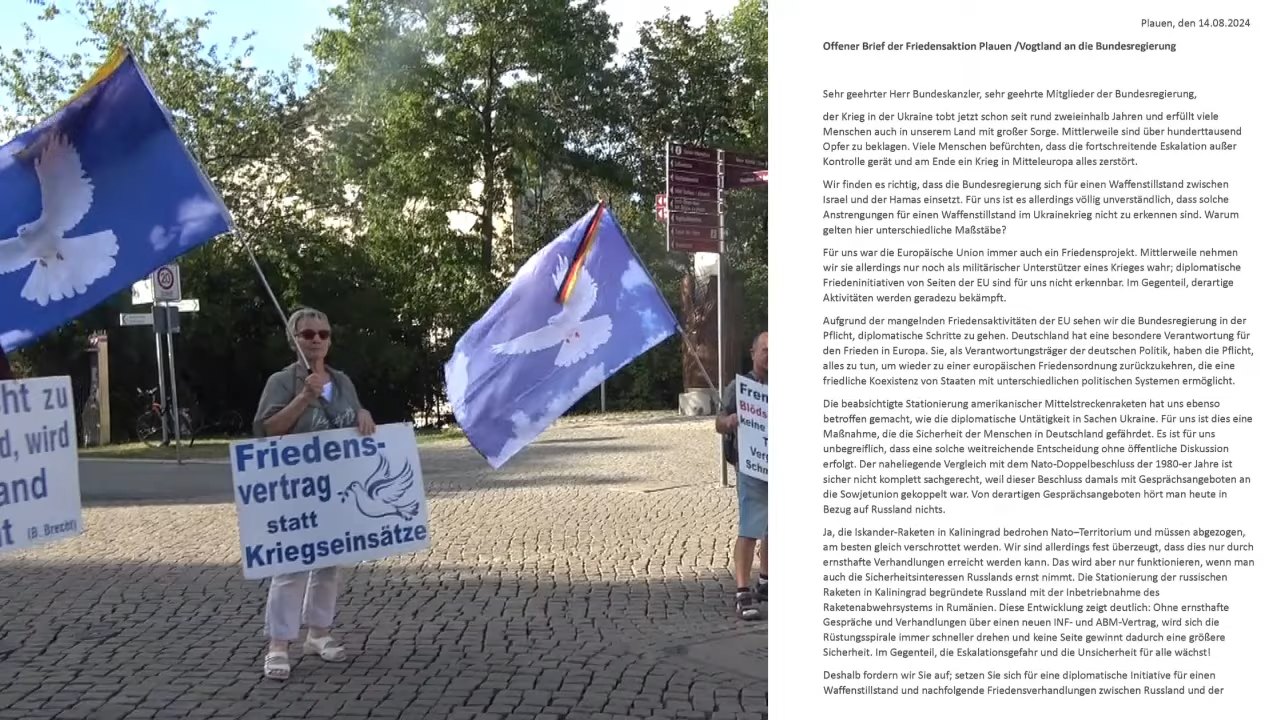 ht zu
d, wird
and
t (B. Brecht)
20
Friedens-
vertrag
statt
Kriegseinsätze
Blöds
keine
Plauen, den 14.08.2024
Offener Brief der Friedensaktion Plauen /Vogtland an die Bundesregierung
Sehr geehrter Herr Bundeskanzler, sehr geehrte Mitglieder der Bundesregierung,
der Krieg in der Ukraine tobt jetzt schon seit rund zweieinhalb Jahren und erfüllt viele
Menschen auch in unserem Land mit großer Sorge. Mittlerweile sind über hunderttausend
Opfer zu beklagen. Viele Menschen befürchten, dass die fortschreitende Eskalation außer
Kontrolle gerät und am Ende ein Krieg in Mitteleuropa alles zerstört.
Wir finden es richtig, dass die Bundesregierung sich für einen Waffenstillstand zwischen
Israel und der Hamas einsetzt. Für uns ist es allerdings völlig unverständlich, dass solche
Anstrengungen für einen Waffenstillstand im Ukrainekrieg nicht zu erkennen sind. Warum
gelten hier unterschiedliche Maßstäbe?
Für uns war die Europäische Union immer auch ein Friedensprojekt. Mittlerweile nehmen
wir sie allerdings nur noch als militärischer Unterstützer eines Krieges wahr; diplomatische
Friedeninitiativen von Seiten der EU sind für uns nicht erkennbar. Im Gegenteil, derartige
Aktivitäten werden geradezu bekämpft.
Aufgrund der mangelnden Friedensaktivitäten der EU sehen wir die Bundesregierung in der
Pflicht, diplomatische Schritte zu gehen. Deutschland hat eine besondere Verantwortung für
den Frieden in Europa. Sie, als Verantwortungsträger der deutschen Politik, haben die Pflicht,
alles zu tun, um wieder zu einer europäischen Friedensordnung zurückzukehren, die eine
friedliche Koexistenz von Staaten mit unterschiedlichen politischen Systemen ermöglicht.
Die beabsichtigte Stationierung amerikanischer Mittelstreckenraketen hat uns ebenso
betroffen gemacht, wie die diplomatische Untätigkeit in Sachen Ukraine. Für uns ist dies eine
Maßnahme, die die Sicherheit der Menschen in Deutschland gefährdet. Es ist für uns
unbegreiflich, dass eine solche weitreichende Entscheidung ohne öffentliche Diskussion
erfolgt. Der naheliegende Vergleich mit dem Nato-Doppelbeschluss der 1980-er Jahre ist
sicher nicht komplett sachgerecht, weil dieser Beschluss damals mit Gesprächsangeboten an
die Sowjetunion gekoppelt war. Von derartigen Gesprächsangeboten hört man heute in
Bezug auf Russland nichts.
Ja, die Iskander-Raketen in Kaliningrad bedrohen Nato–Territorium und müssen abgezogen,
am besten gleich verschrottet werden. Wir sind allerdings fest überzeugt, dass dies nur durch
ernsthafte Verhandlungen erreicht werden kann. Das wird aber nur funktionieren, wenn man
auch die Sicherheitsinteressen Russlands ernst nimmt. Die Stationierung der russischen
Raketen in Kaliningrad begründete Russland mit der Inbetriebnahme des
Raketenabwehrsystems in Rumänien. Diese Entwicklung zeigt deutlich: Ohne ernsthafte
Gespräche und Verhandlungen über einen neuen INF- und ABM-Vertrag, wird sich die
Rüstungsspirale immer schneller drehen und keine Seite gewinnt dadurch eine größere
Sicherheit. Im Gegenteil, die Eskalationsgefahr und die Unsicherheit für alle wächst!
Deshalb fordern wir Sie auf; setzen Sie sich für eine diplomatische Initiative für einen
Waffenstillstand und nachfolgende Friedensverhandlungen zwischen Russland und der